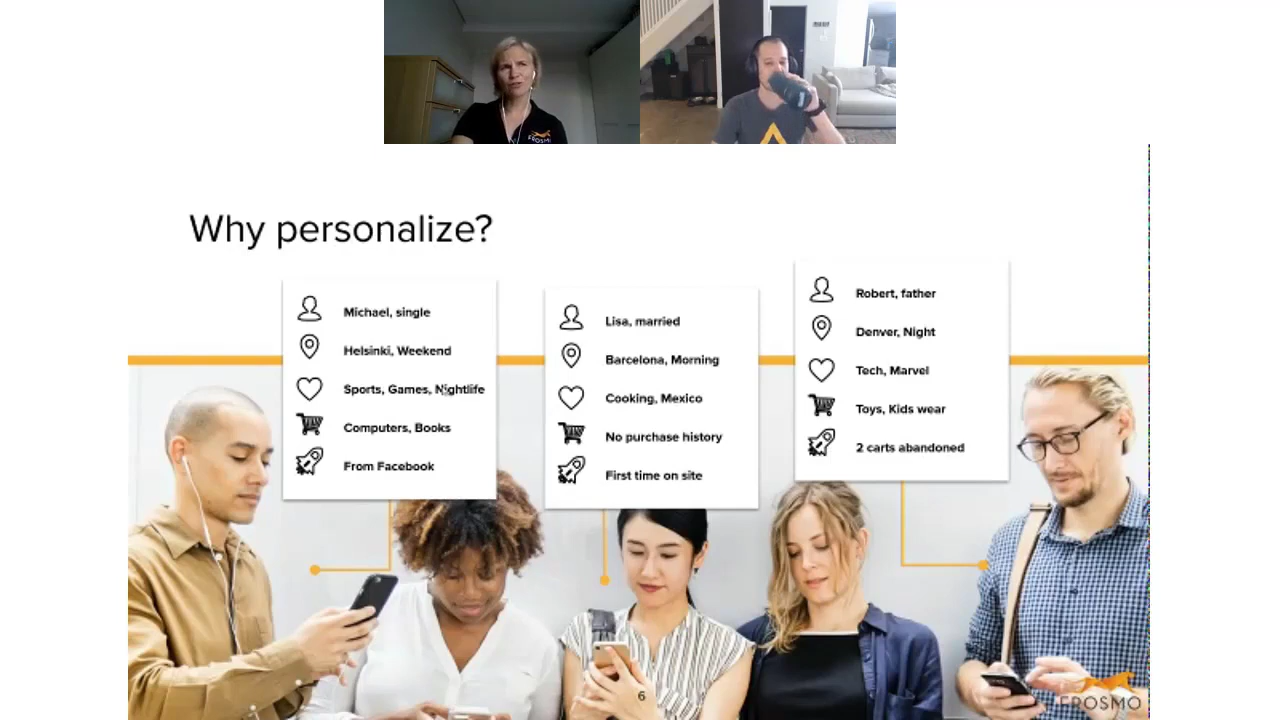 FROSMO
Why personalize?
Michael, single
Helsinki, Weekend
Sports, Games, Nightlife
Computers, Books
From Facebook
Lisa, married
Barcelona, Morning
Cooking, Mexico
No purchase history
First time on site
Robert, father
Denver, Night
Tech, Marvel
Toys, Kids wear
2 carts abandoned
6
FROSMO